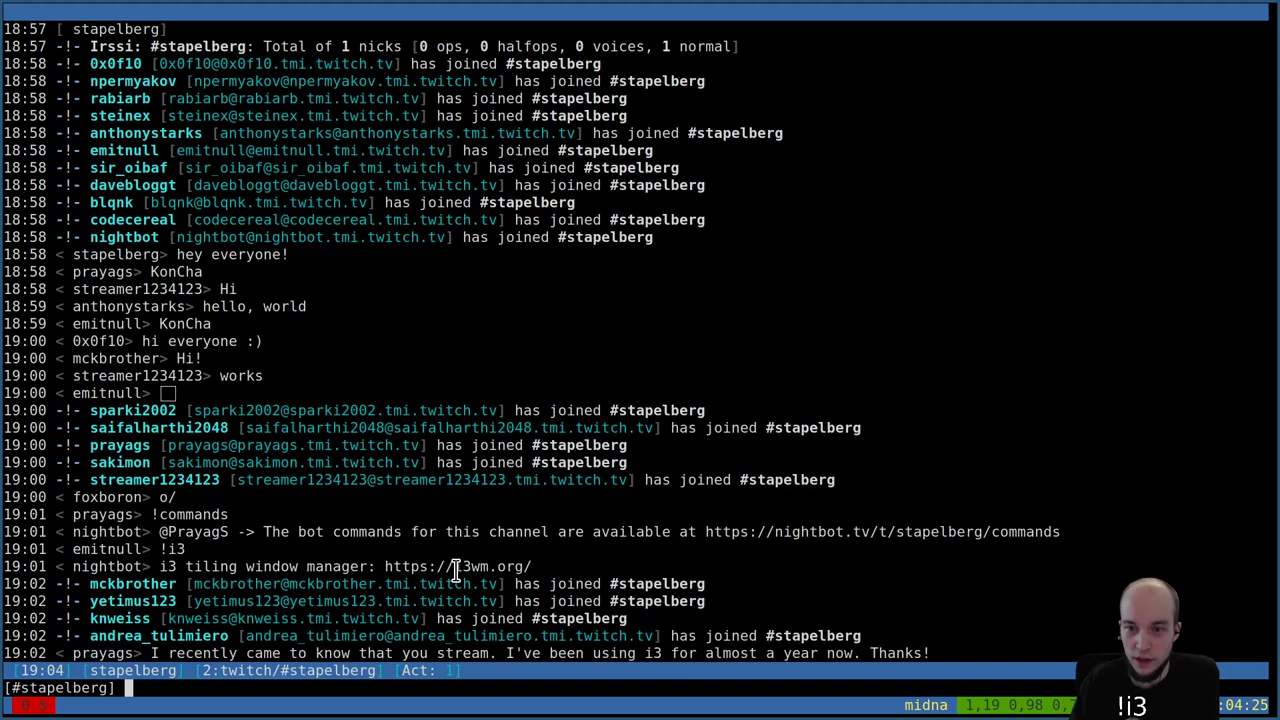 18:57 [ stapelberg]
18:57 -!- Irssi: #stapelberg: Total of 1 nicks [0 ops, 0 halfops, 0 voices, 1 normal]
18:58 -!- 0x0f10 [0x0f10@0x0f10.tmi.twitch.tv] has joined #stapelberg
18:58 -!- npermyakov [npermyakov@npermyakov.tmi.twitch.tv] has joined #stapelberg
18:58 -!- rabiarb [rabiarb@rabiarb.tmi.twitch.tv] has joined #stapelberg
18:58 -!- steinex [steinex@steinex.tmi.twitch.tv] has joined #stapelberg
18:58 -!- anthonystarks [anthonystarks@anthonystarks.tmi.twitch.tv] has joined #stapelberg
18:58 -!- emitnull [emitnull@emitnull.tmi.twitch.tv] has joined #stapelberg
18:58 -!- sir_oibaf [sir_oibaf@sir_oibaf.tmi.twitch.tv] has joined #stapelberg
18:58 -!- davebloggt [davebloggt@davebloggt.tmi.twitch.tv] has joined #stapelberg
18:58 -!- blqnk [blqnk@blqnk.tmi.twitch.tv] has joined #stapelberg
18:58 -!- codecereal [codecereal@codecereal.tmi.twitch.tv] has joined #stapelberg
18:58 -!- nightbot [nightbot@nightbot.tmi.twitch.tv] has joined #stapelberg
18:58 < stapelberg> hey everyone!
18:58 < prayags> KonCha
18:58 < streamer1234123> Hi
18:59 < anthonystarks> hello, world
18:59 < emitnull> KonCha
19:00 < 0x0f10> hi everyone :)
19:00 < mckbrother> Hi!
19:00 < streamer1234123> works
19:00 < emitnull>
19:00 -!- sparki2002 [sparki2002@sparki2002.tmi.twitch.tv] has joined #stapelberg
19:00 -!- saifalharthi2048 [saifalharthi2048@saifalharthi2048.tmi.twitch.tv] has joined #stapelberg
19:00 -!- prayags [prayags@prayags.tmi.twitch.tv] has joined #stapelberg
19:00 -!- sakimon [sakimon@sakimon.tmi.twitch.tv] has joined #stapelberg
19:00 -!- streamer1234123 [streamer1234123@streamer1234123.tmi.twitch.tv] has joined #stapelberg
19:00 < foxboron> o/
19:01 < prayags> !commands
19:01 < nightbot> @PrayagS -> The bot commands for this channel are available at https://nightbot.tv/t/stapelberg/commands
19:01 < emitnull> !i3
19:01 < nightbot> i3 tiling window manager: https://i3wm.org/
19:02 -!- mckbrother [mckbrother@mckbrother.tmi.twitch.tv] has joined #stapelberg
19:02 -!- yetimus123 [yetimus123@yetimus123.tmi.twitch.tv] has joined #stapelberg
19:02 -!- knweiss [knweiss@knweiss.tmi.twitch.tv] has joined #stapelberg
19:02 -!- andrea_tulimiero [andrea_tulimiero@andrea_tulimiero.tmi.twitch.tv] has joined #stapelberg
19:02 < prayags> I recently came to know that you stream. I've been using i3 for almost a year now. Thanks!
[19:04] [stapelberg] [2:twitch/#stapelberg] [Act: 1]
[#stapelberg]
0 $ midna 1,19 0,98 :04:25
!i3